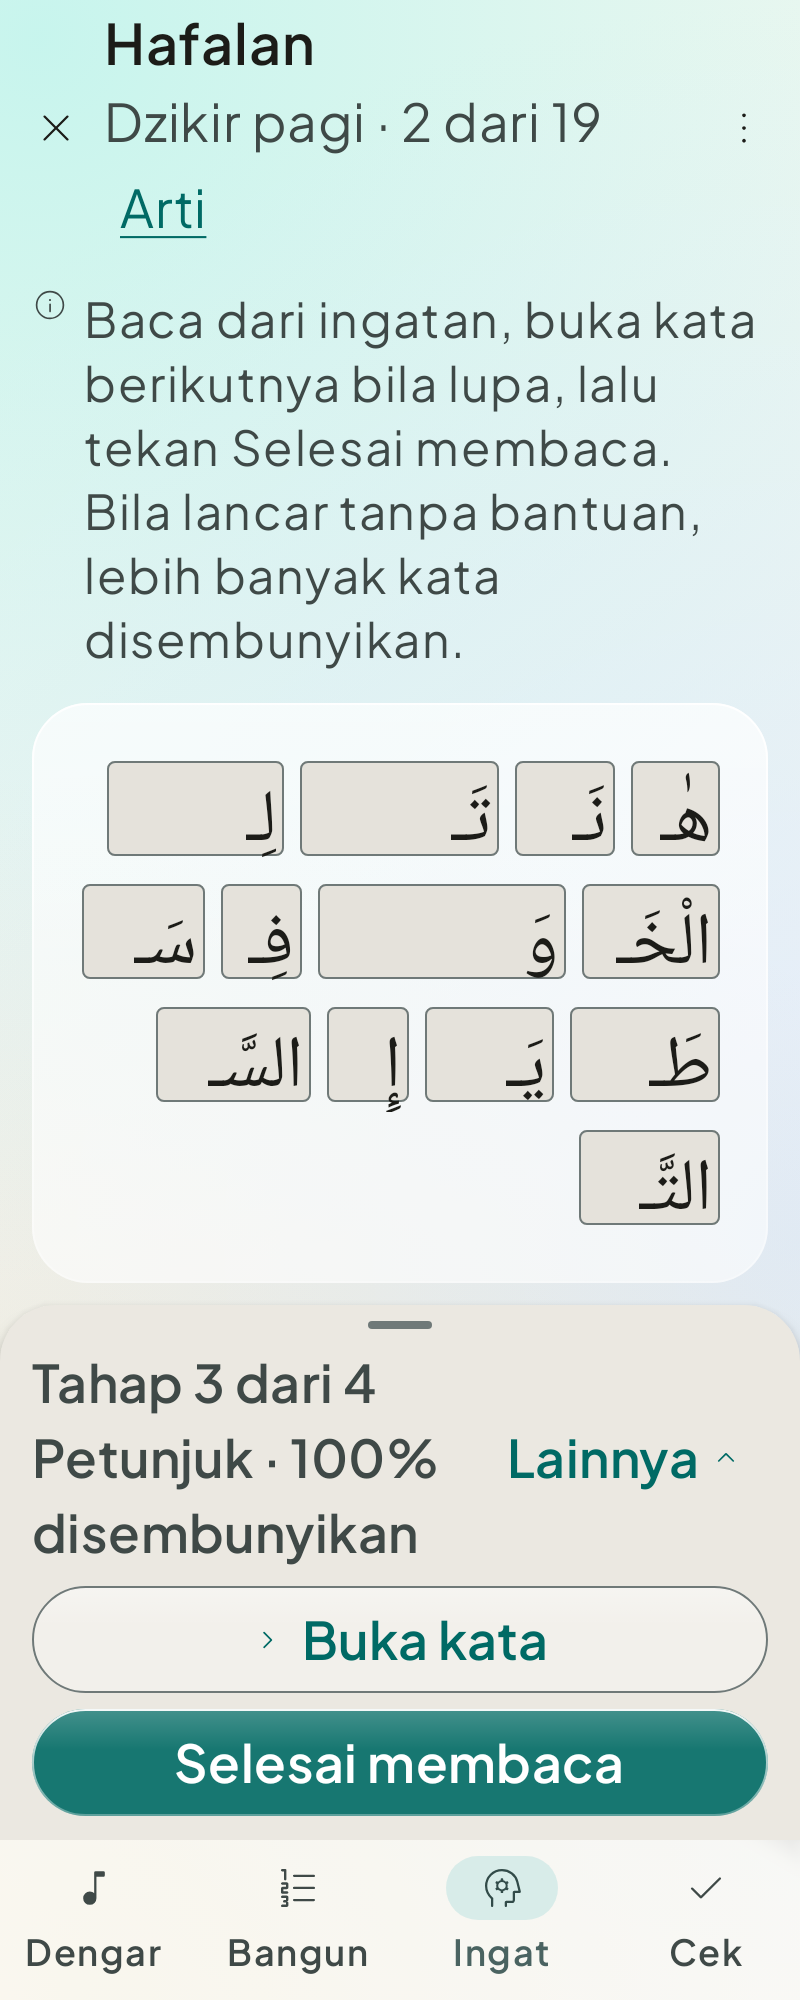 Hafalan
Dzikir pagi · 2 dari 19
Arti
Baca dari ingatan, buka kata
berikutnya bila lupa, lalu
tekan Selesai membaca.
Bila lancar tanpa bantuan,
lebih banyak kata
disembunyikan.
هٰـ نَـ تَـ لِـ
الْخَـ وَ فِـ سَـ
طَـ يَـ إِ السَّـ
التَّـ
Tahap 3 dari 4
Petunjuk · 100%
disembunyikan
Lainnya
Buka kata
Selesai membaca
Dengar
Bangun
Ingat
Cek